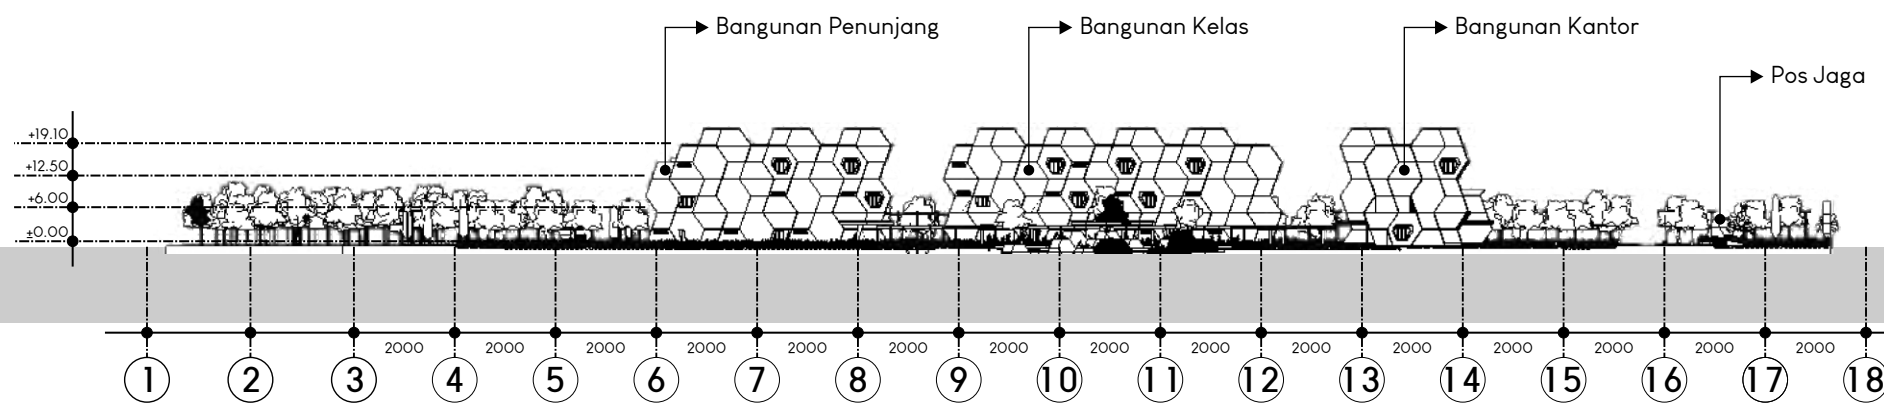 Bangunan Penunjang
Bangunan Kelas
Bangunan Kantor
Pos Jaga
+19.10
+12.50
+6.00
±0.00
2000 2000 2000 2000 2000 2000 2000 2000 2000 2000 2000 2000 2000 2000 2000
1 2 3 4 5 6 7 8 9 10 11 12 13 14 15 16 17 18